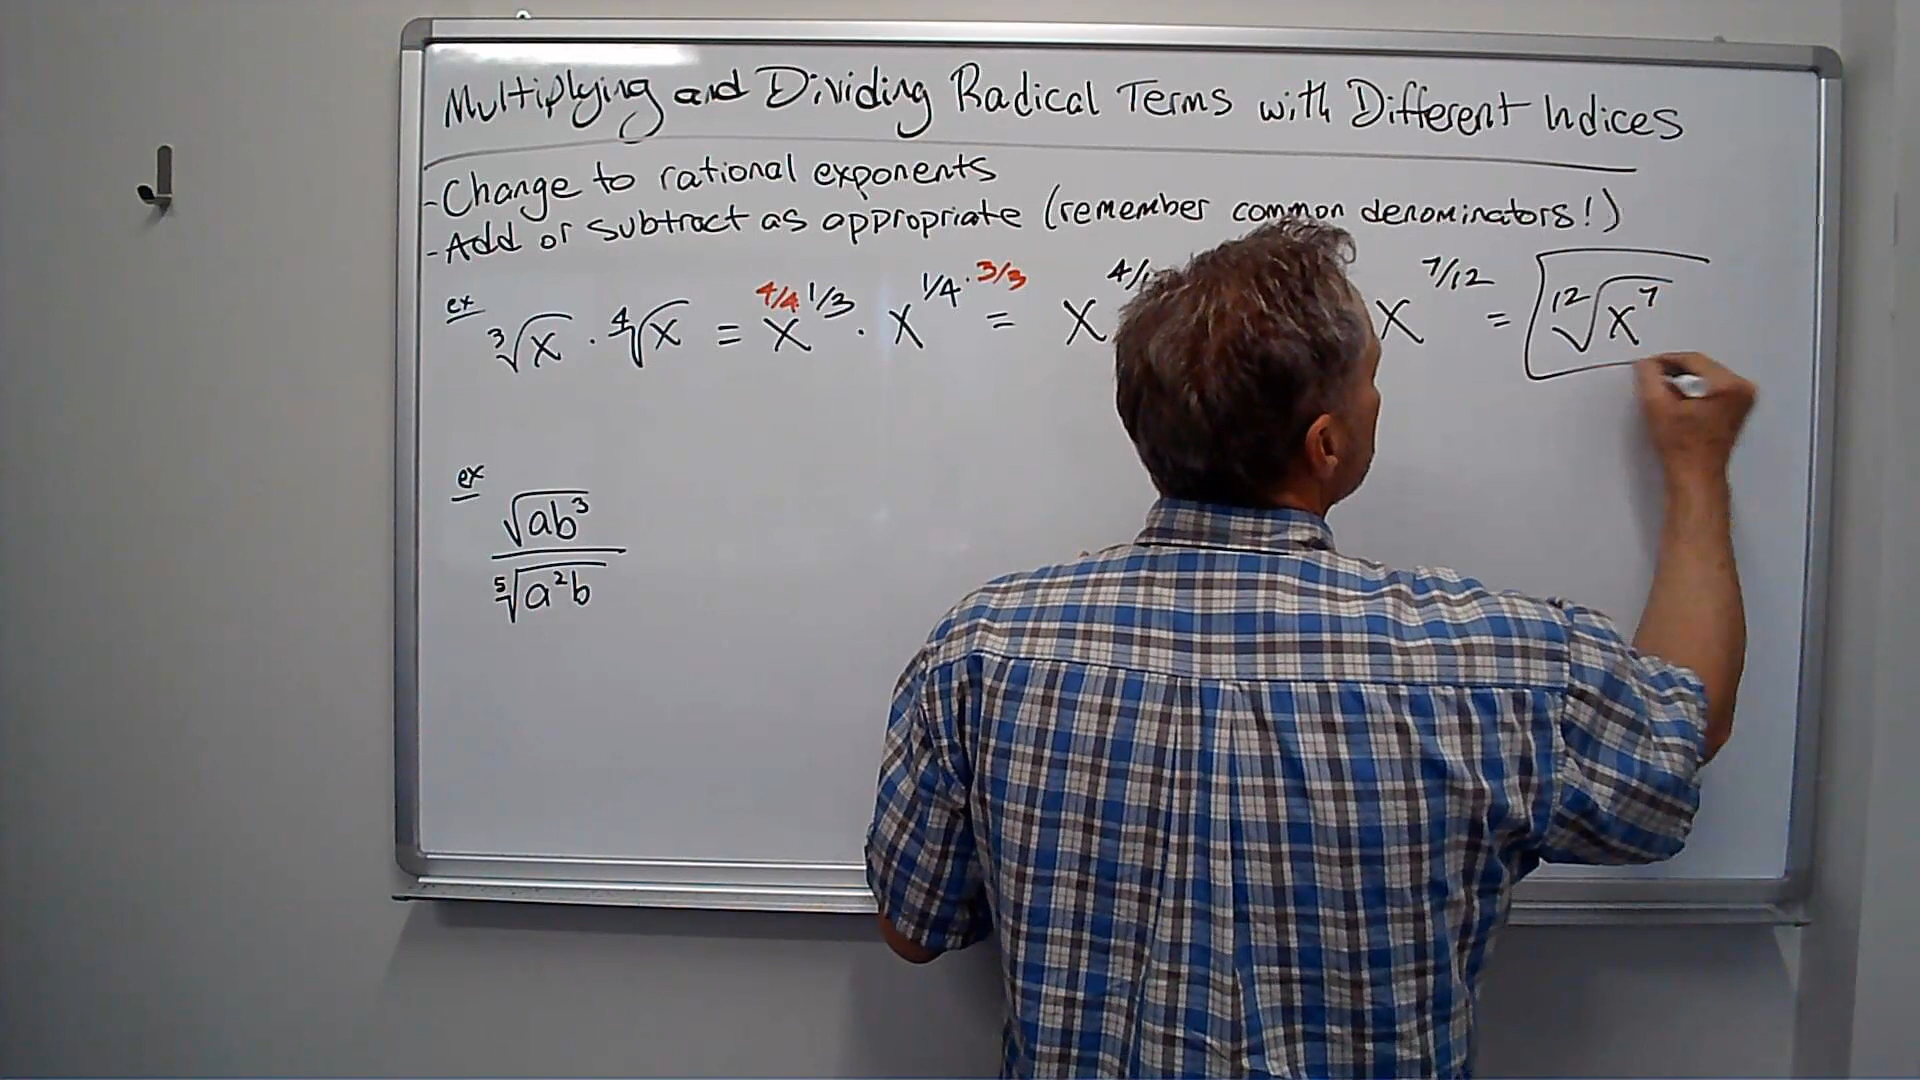 Multiplying and Dividing Radical Terms with Different Indices
- Change to rational exponents
- Add or subtract as appropriate (remember common denominators!)
ex ∛x · ∜x = x^(4/4 · 1/3) · x^(1/4 · 3/3) = x^(4/ x^(7/12) = ¹²√(x⁷)
ex √(ab³)
⁵√(a²b)